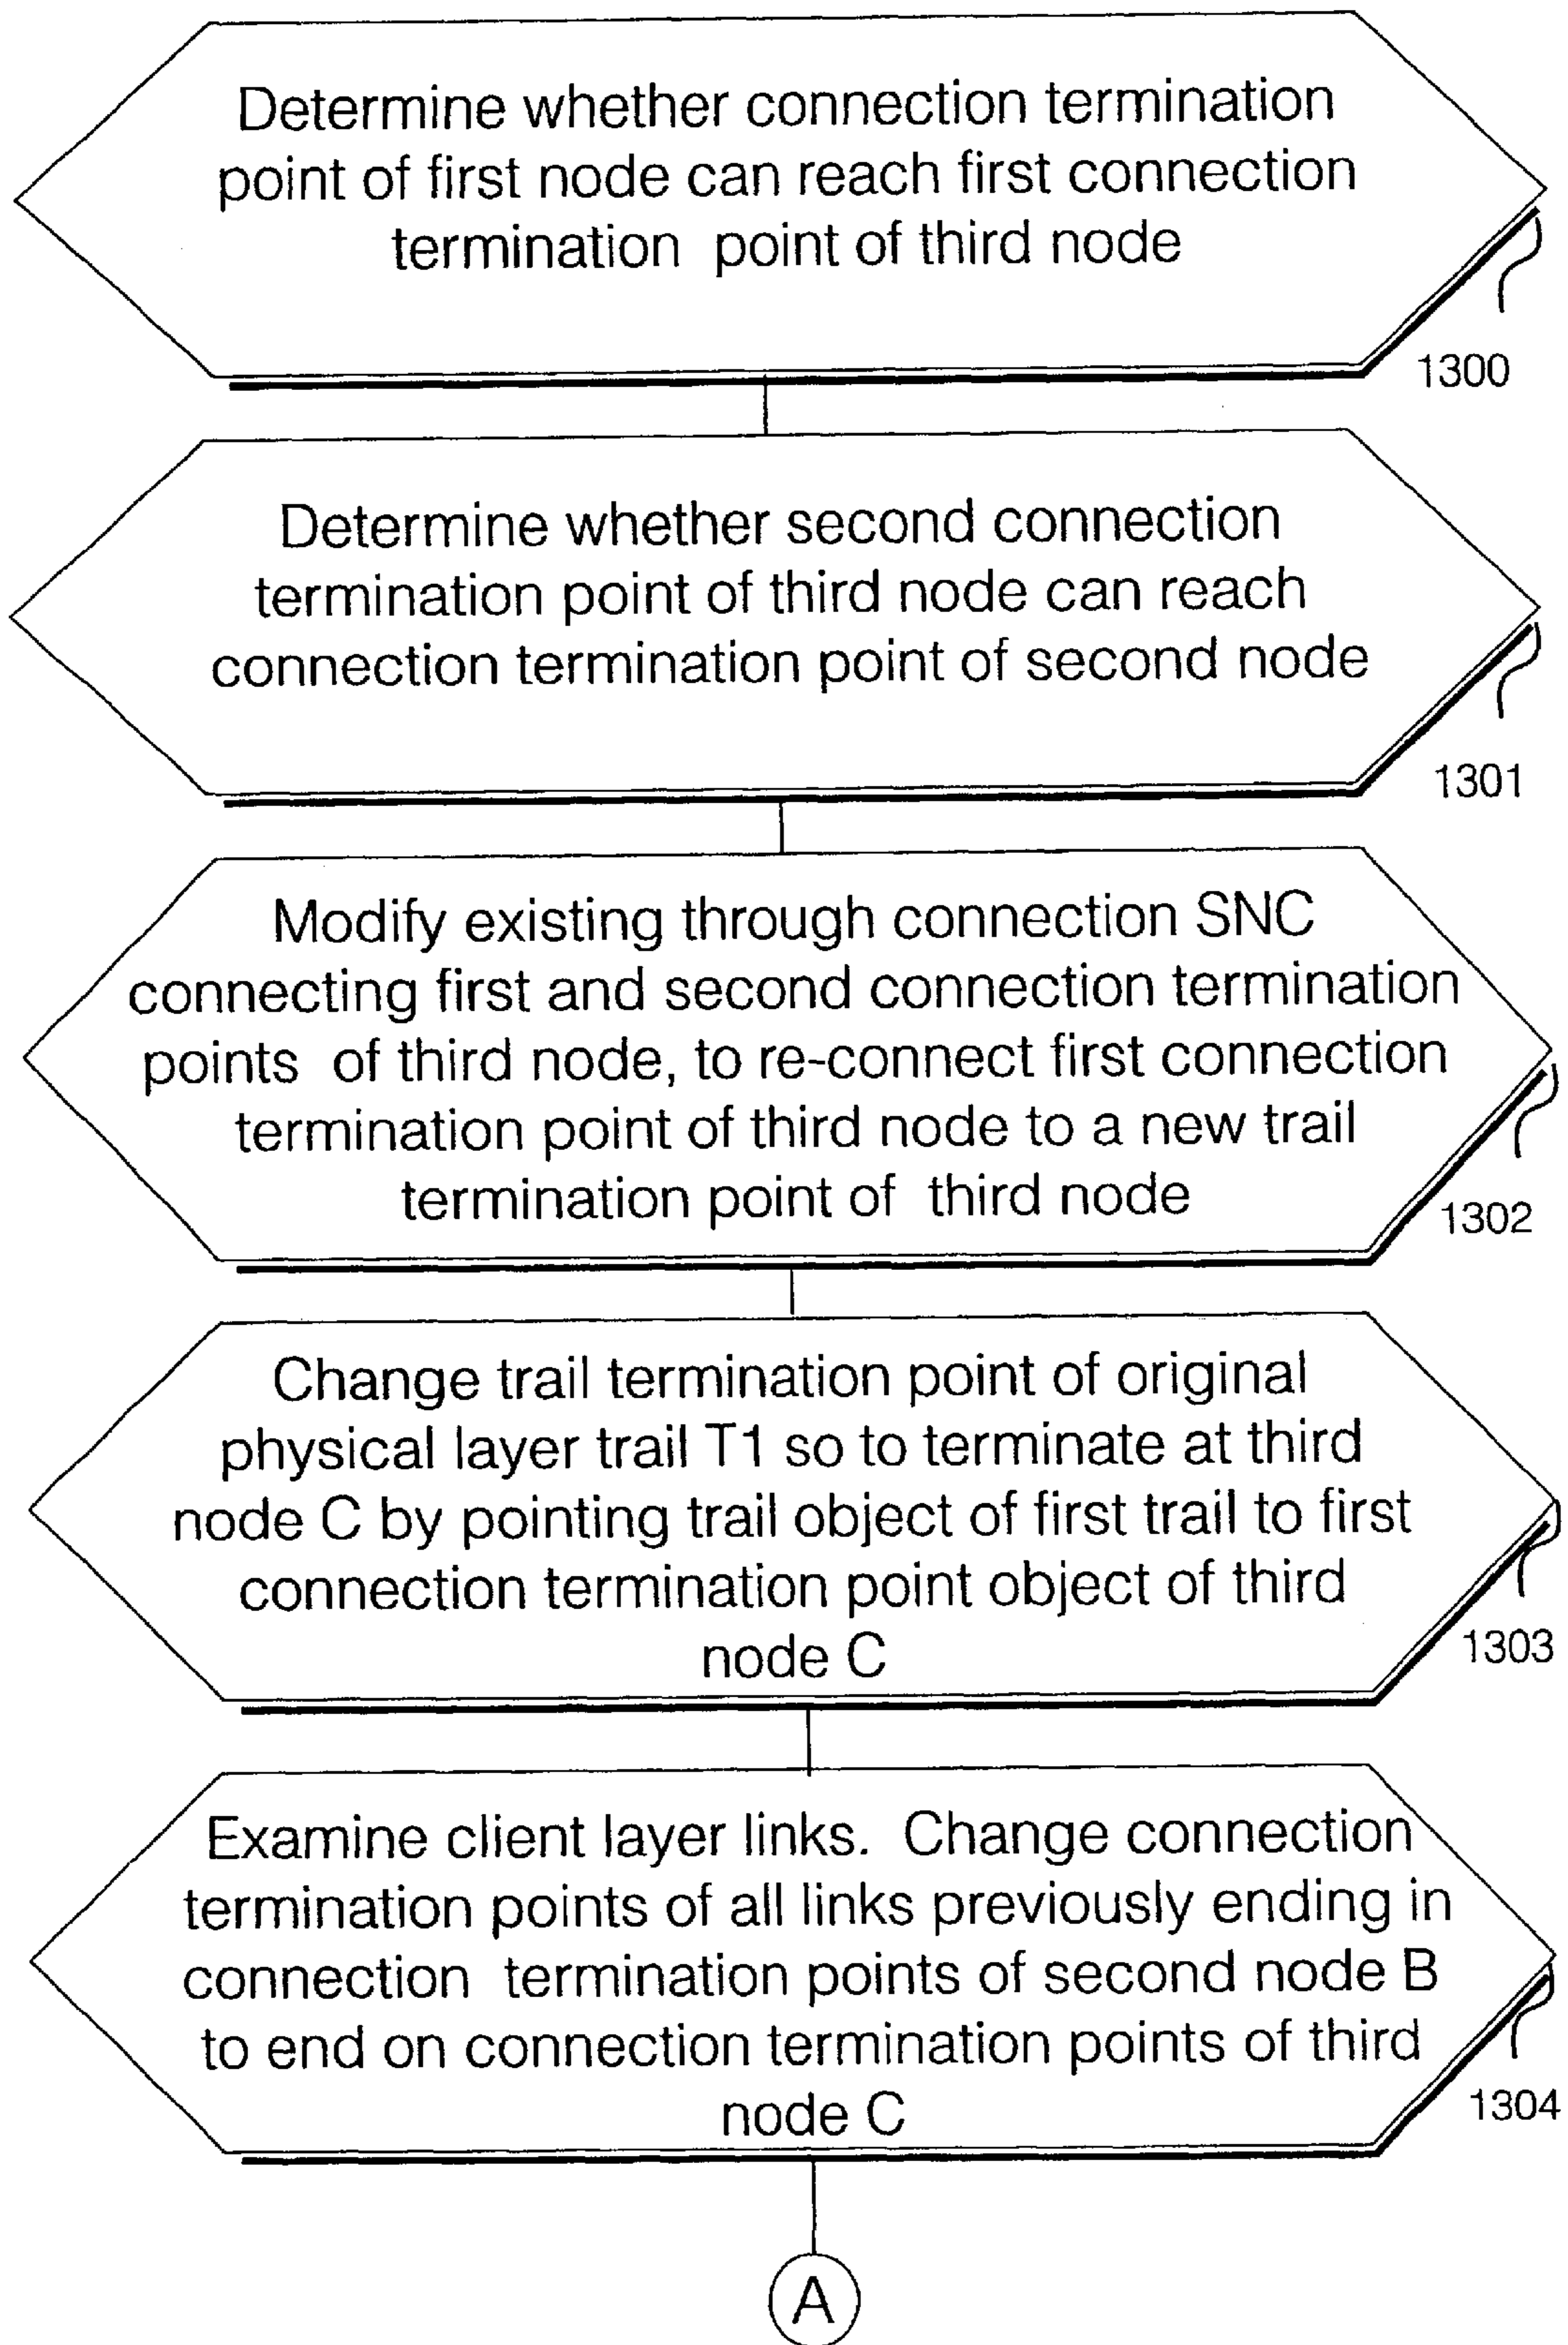 Determine whether connection termination
point of first node can reach first connection
termination point of third node
1300
Determine whether second connection
termination point of third node can reach
connection termination point of second node
1301
Modify existing through connection SNC
connecting first and second connection termination
points of third node, to re-connect first connection
termination point of third node to a new trail
termination point of third node
1302
Change trail termination point of original
physical layer trail T1 so to terminate at third
node C by pointing trail object of first trail to first
connection termination point object of third
node C
1303
Examine client layer links. Change connection
termination points of all links previously ending in
connection termination points of second node B
to end on connection termination points of third
node C
1304
A